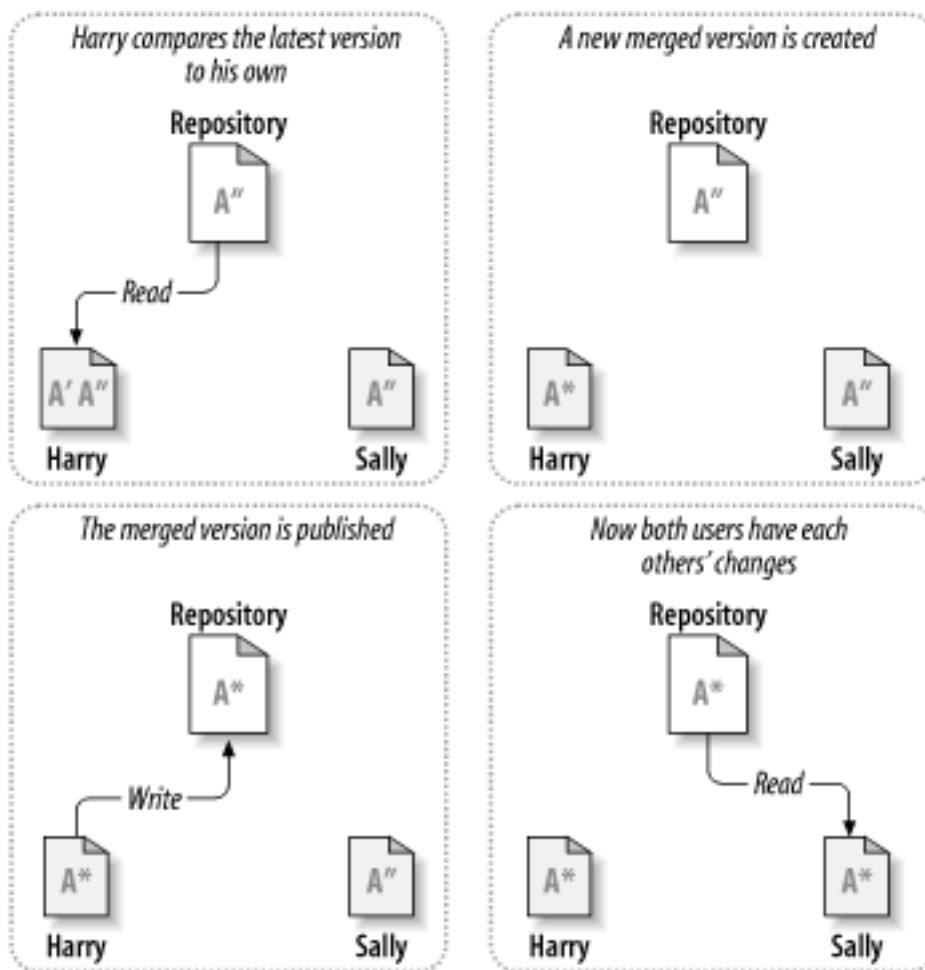 Harry compares the latest version
to his own
Repository
A″
Read
A′ A″
A″
Harry
Sally
A new merged version is created
Repository
A″
A*
A″
Harry
Sally
The merged version is published
Repository
A*
Write
A*
A″
Harry
Sally
Now both users have each
others’ changes
Repository
A*
Read
A*
A*
Harry
Sally